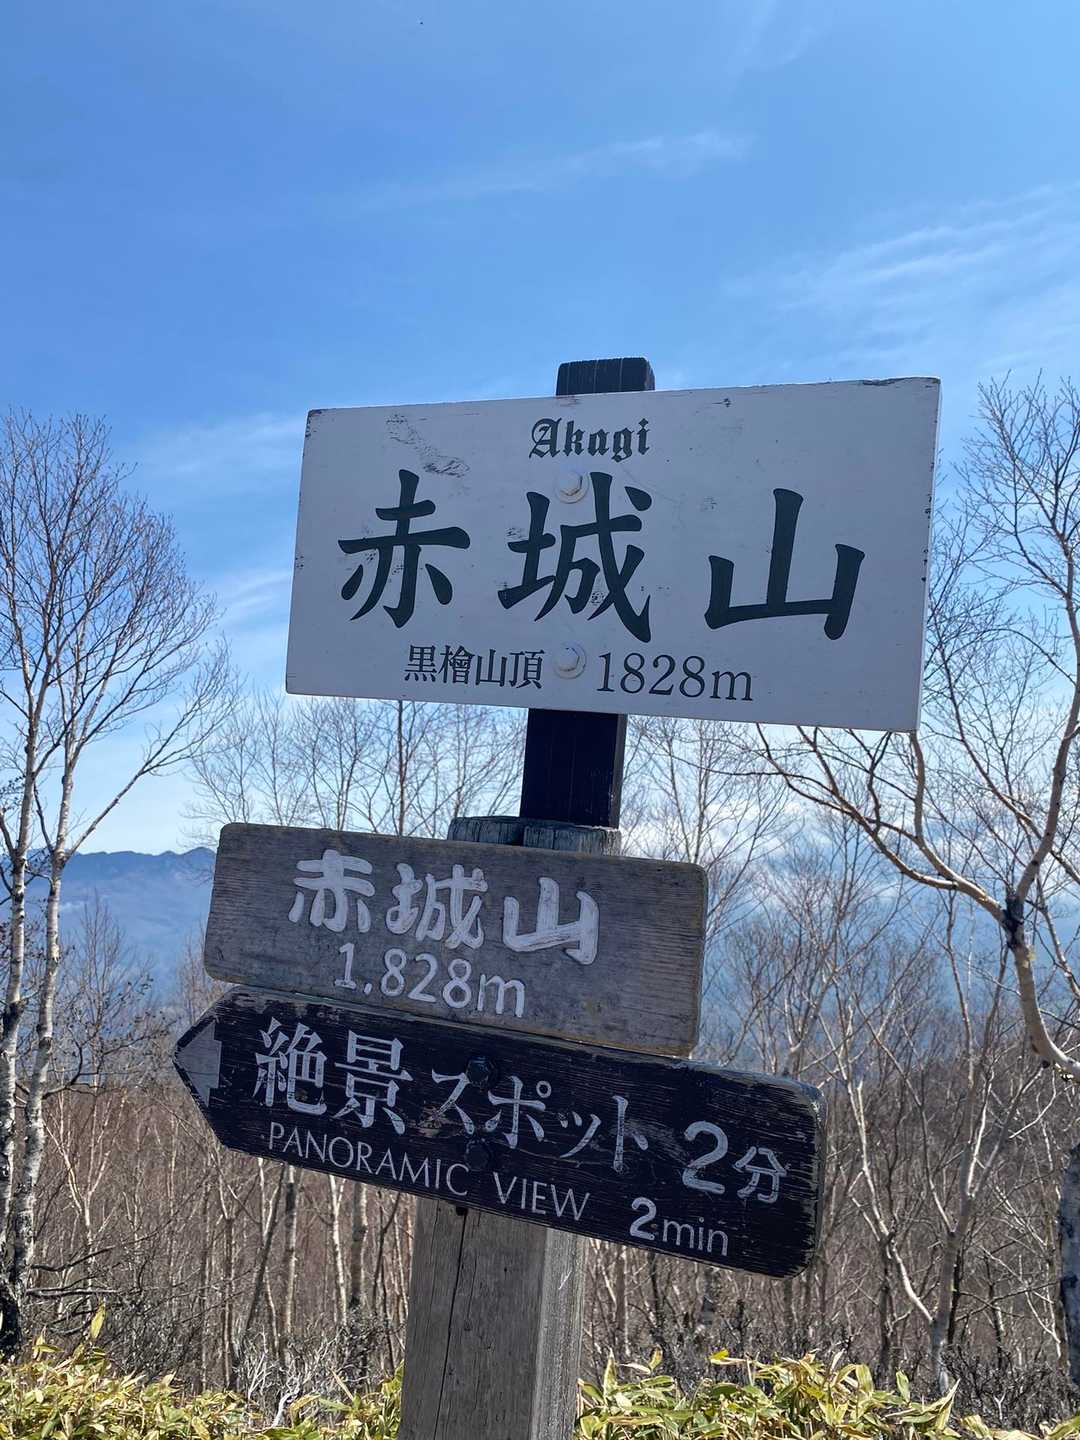 Akagi
赤城山
黒檜山頂 1828m
赤城山
1,828m
絶景スポット 2分
PANORAMIC VIEW 2min